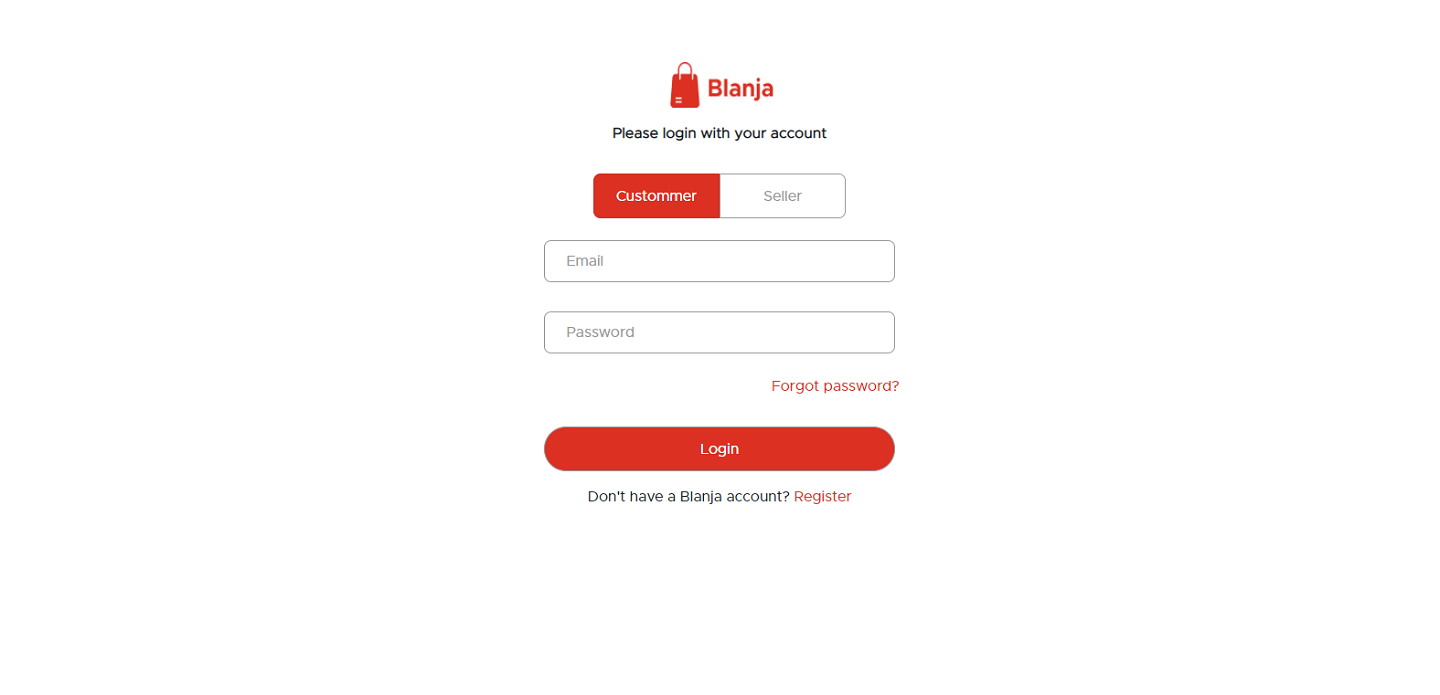 Blanja
Please login with your account
Custommer Seller
Email
Password
Forgot password?
Login
Don't have a Blanja account? Register